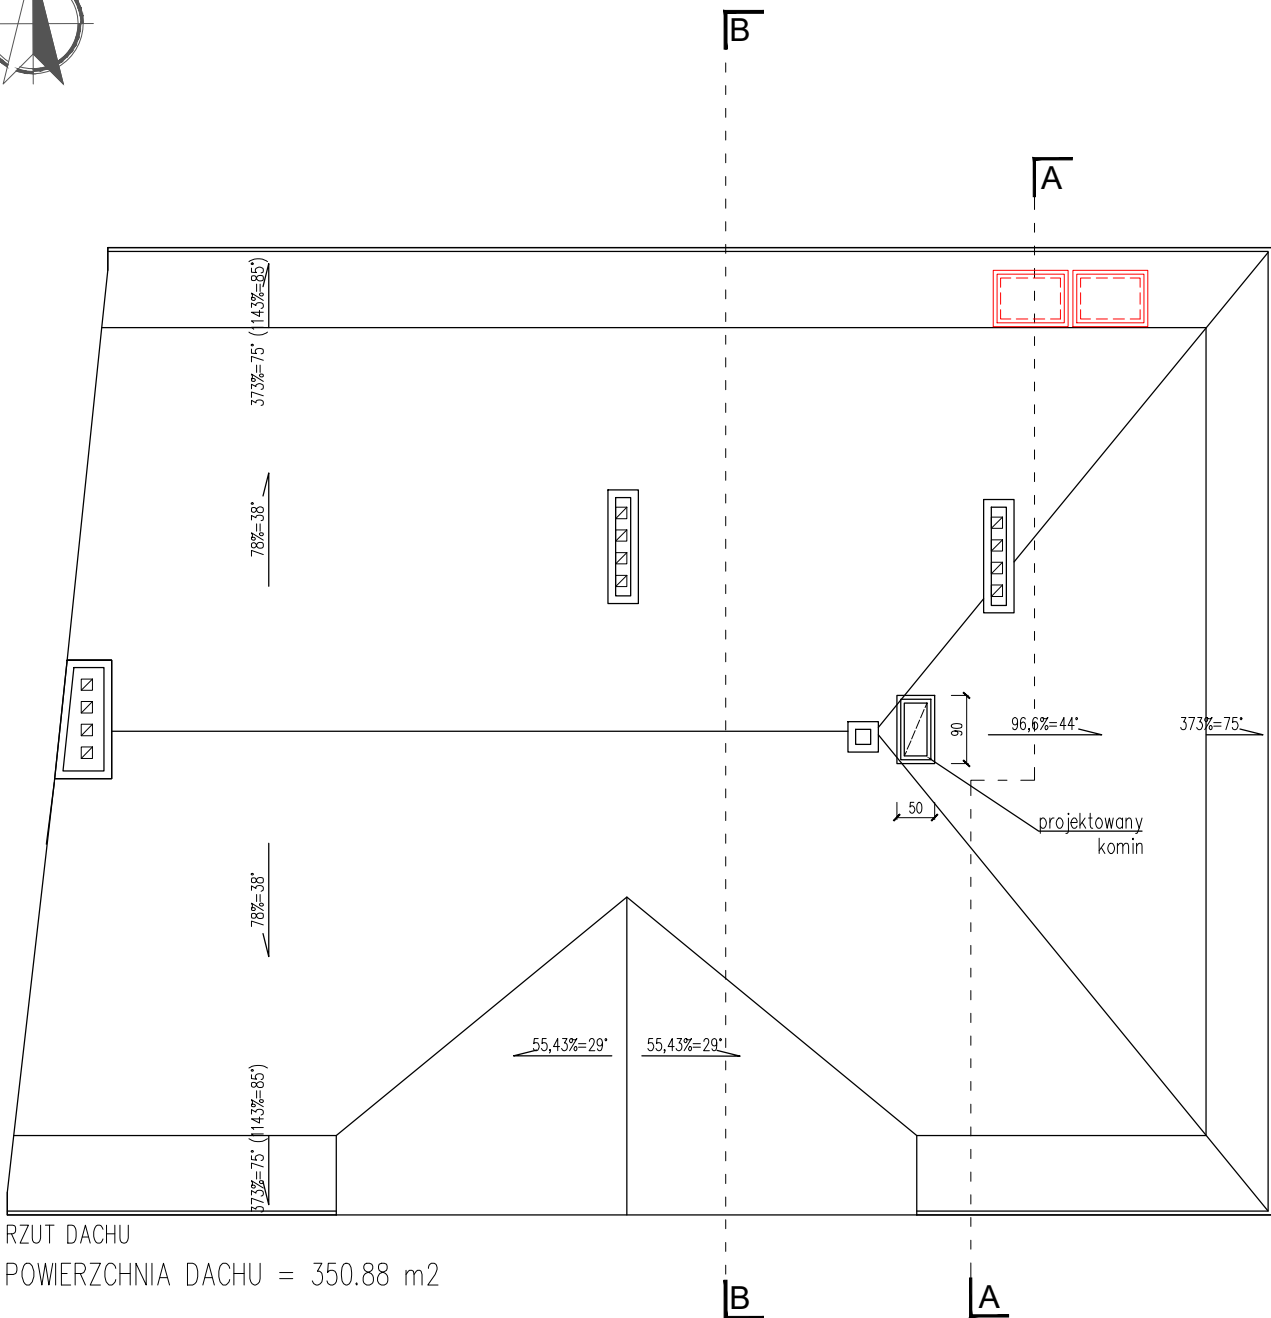 B
A
373%=75° (1143%=85°)
78%=38°
90
96,6%=44°
373%=75°
50
projektowany
komin
78%=38°
55,43%=29°
55,43%=29°
373%=75° (1143%=85°)
RZUT DACHU
POWIERZCHNIA DACHU = 350.88 m2
B
A